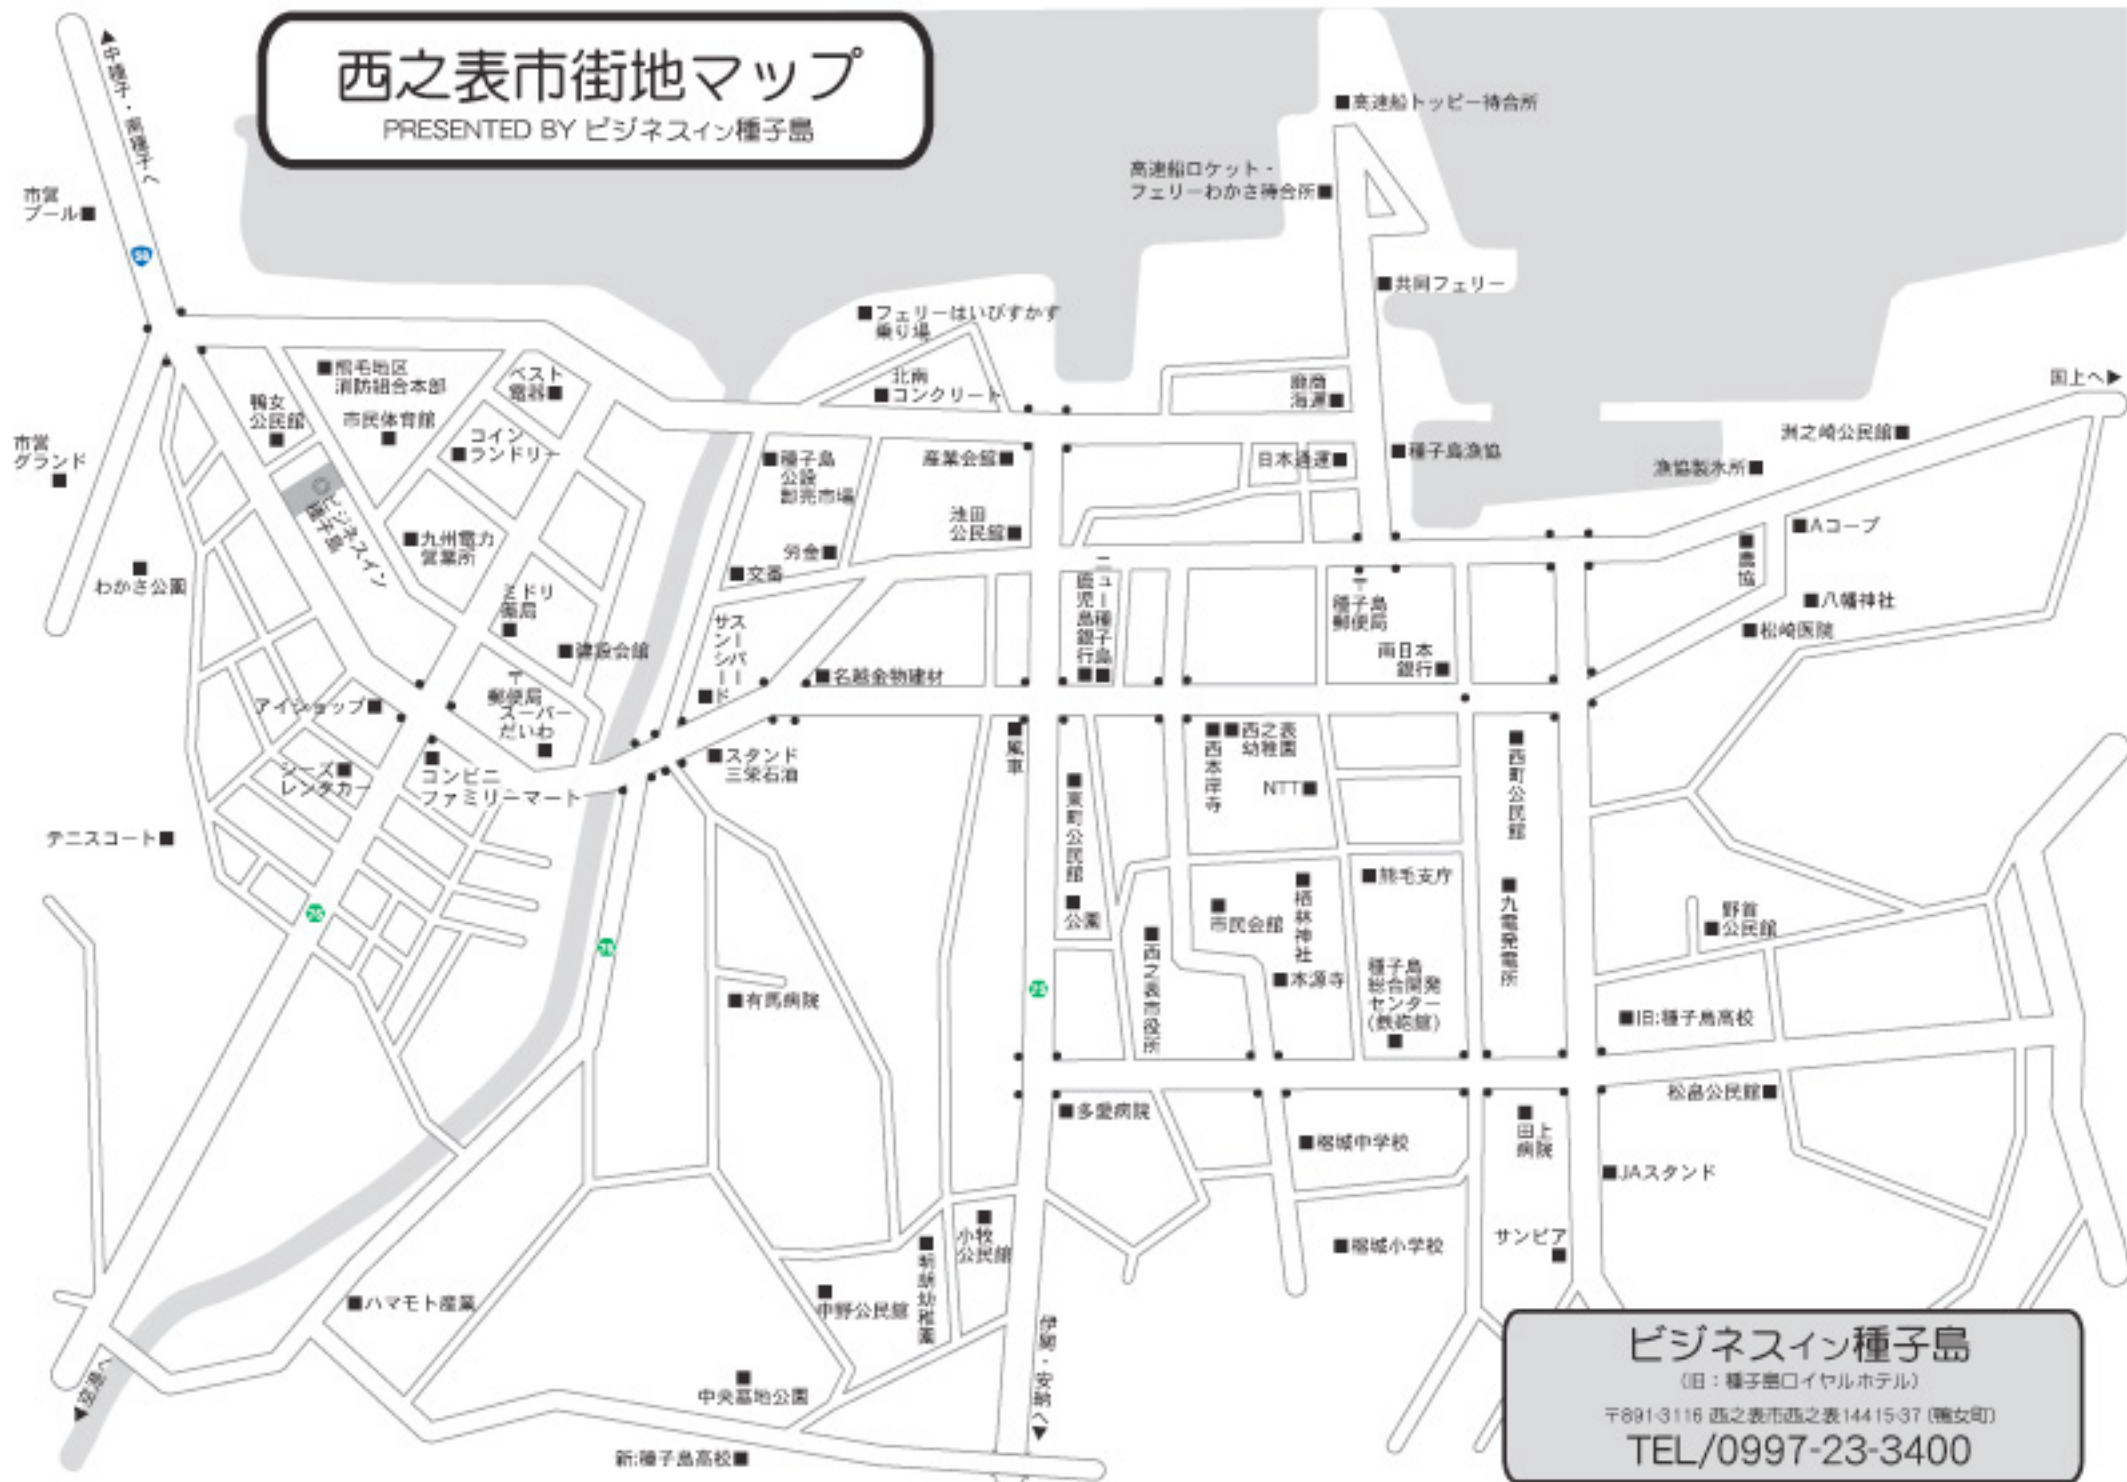 西之表市街地マップ
PRESENTED BY ビジネスイン種子島
◀中種子・南種子へ
市営
プール■
58
市営
グランド
■
■
わかさ公園
テニスコート■
■熊毛地区
消防組合本部
鴨女
公民館
■
市民体育館
■
ベスト
電器■
コイン
■ランドリー
◎ビジネスイン
種子島
■九州電力
営業所
ミドリ
薬局
■
■建設会館
〒
郵便局
スーパー
だいわ
■
アイショップ■
シーズ■
レンタカー
■
コンビニ
ファミリーマート
75
76
75
■フェリーはいびすかす
乗り場
北南
■コンクリート
■種子島
公設
卸売市場
産業会館■
池田
公民館■
労金■
■交番
スーパー
サンシード
■
■名越金物建材
■スタンド
三栄石油
■高速船トッピー待合所
高速船ロケット・
フェリーわかさ待合所■
■共同フェリー
鹿商
海運■
日本通運■
■種子島漁協
国上へ▶
洲之崎公民館■
漁協製氷所■
■Aコープ
■農協
■八幡神社
■松崎医院
ニュー種子島■
鹿児島銀行■
〒
種子島
郵便局
南日本
銀行■
■風車
■東町公民館
■
公園
■西本岸寺
■西之表
幼稚園
NTT■
■西町公民館
■熊毛支庁
■栖林神社
■
市民会館
■西之表市役所
■本源寺
種子島
総合開発
センター
(鉄砲館)
■
■九電発電所
野首
■公民館
■旧:種子島高校
松畠公民館■
■有馬病院
■多愛病院
■榕城中学校
■
田上
病院
■JAスタンド
■榕城小学校
サンピア
■
■
小牧
公民館
■
中野公民館
■ハマモト産業
■
中央墓地公園
新:種子島高校■
伊関・安納へ▶
◀空港へ
ビジネスイン種子島
(旧：種子島ロイヤルホテル)
〒891-3116 西之表市西之表14415-37 (鴨女町)
TEL/0997-23-3400